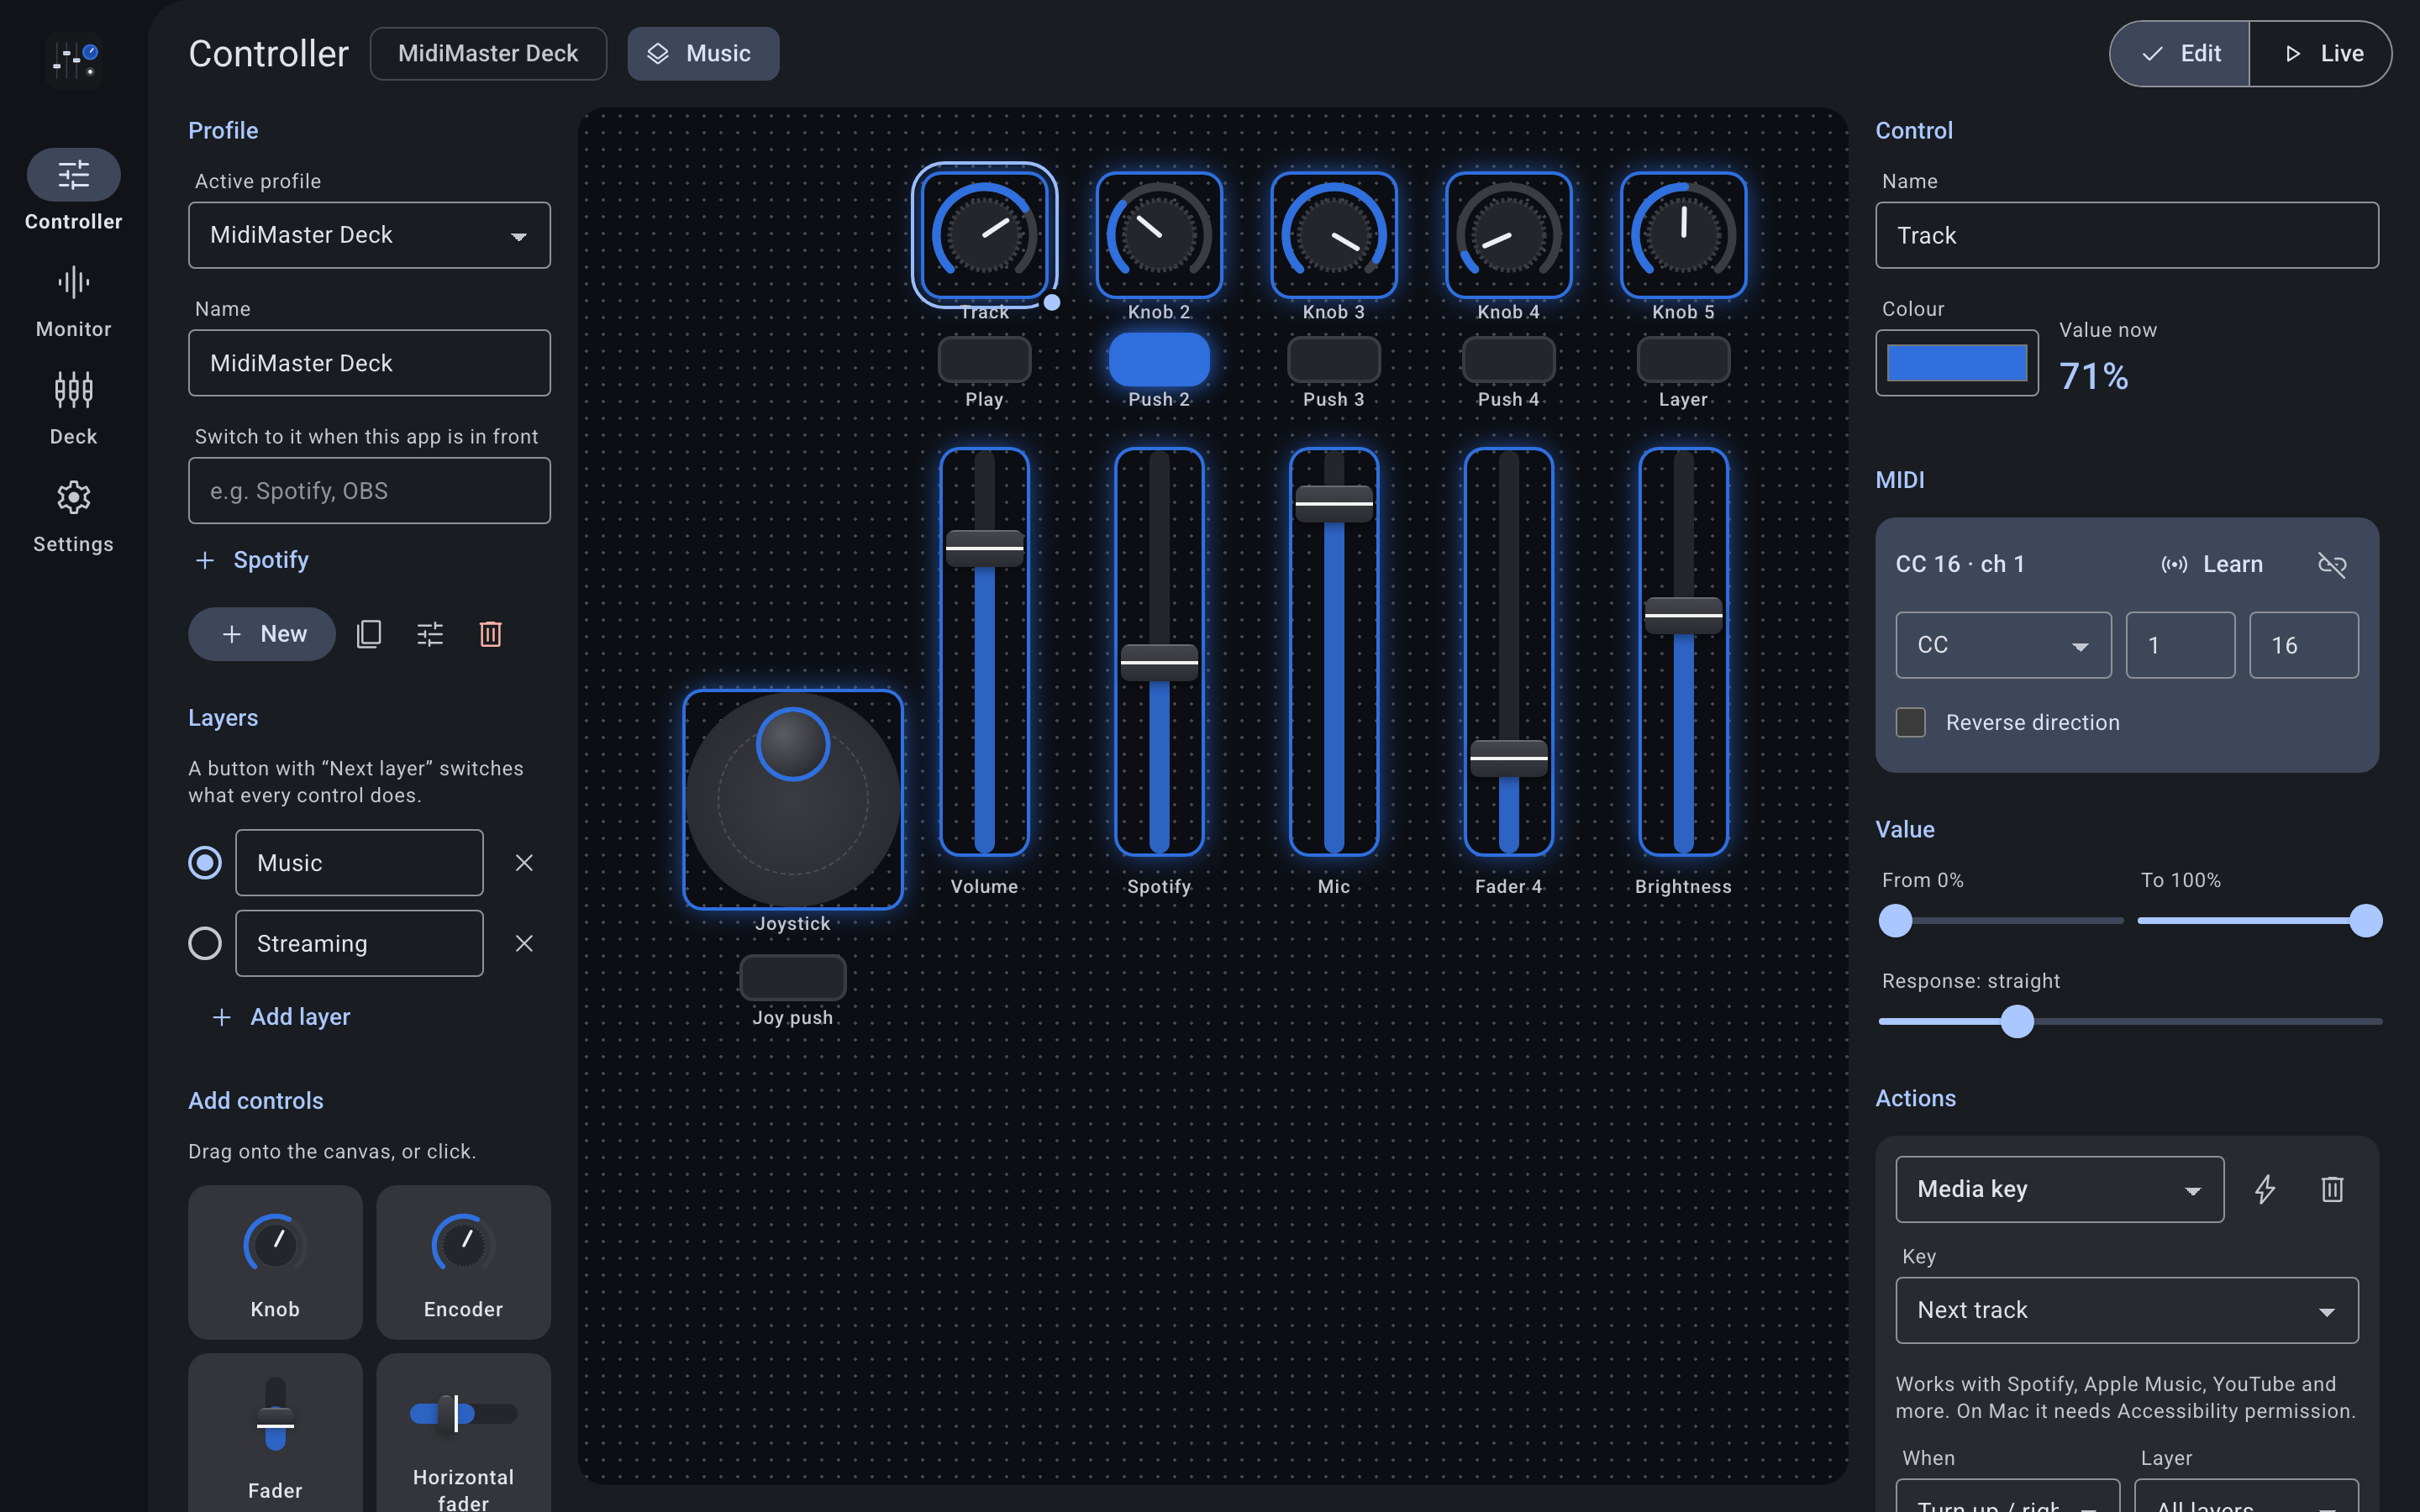 Controller
MidiMaster Deck
Music
Edit
Live
Controller
Monitor
Deck
Settings
Profile
Active profile
MidiMaster Deck
Name
MidiMaster Deck
Switch to it when this app is in front
e.g. Spotify, OBS
+ Spotify
+ New
Layers
A button with “Next layer” switches
what every control does.
Music
Streaming
+ Add layer
Add controls
Drag onto the canvas, or click.
Knob
Encoder
Fader
Horizontal
fader
Track
Knob 2
Knob 3
Knob 4
Knob 5
Play
Push 2
Push 3
Push 4
Layer
Volume
Spotify
Mic
Fader 4
Brightness
Joystick
Joy push
Control
Name
Track
Colour
Value now
71%
MIDI
CC 16 · ch 1
Learn
CC
1
16
Reverse direction
Value
From 0%
To 100%
Response: straight
Actions
Media key
Key
Next track
Works with Spotify, Apple Music, YouTube and
more. On Mac it needs Accessibility permission.
When
Layer
Turn up /
All layers